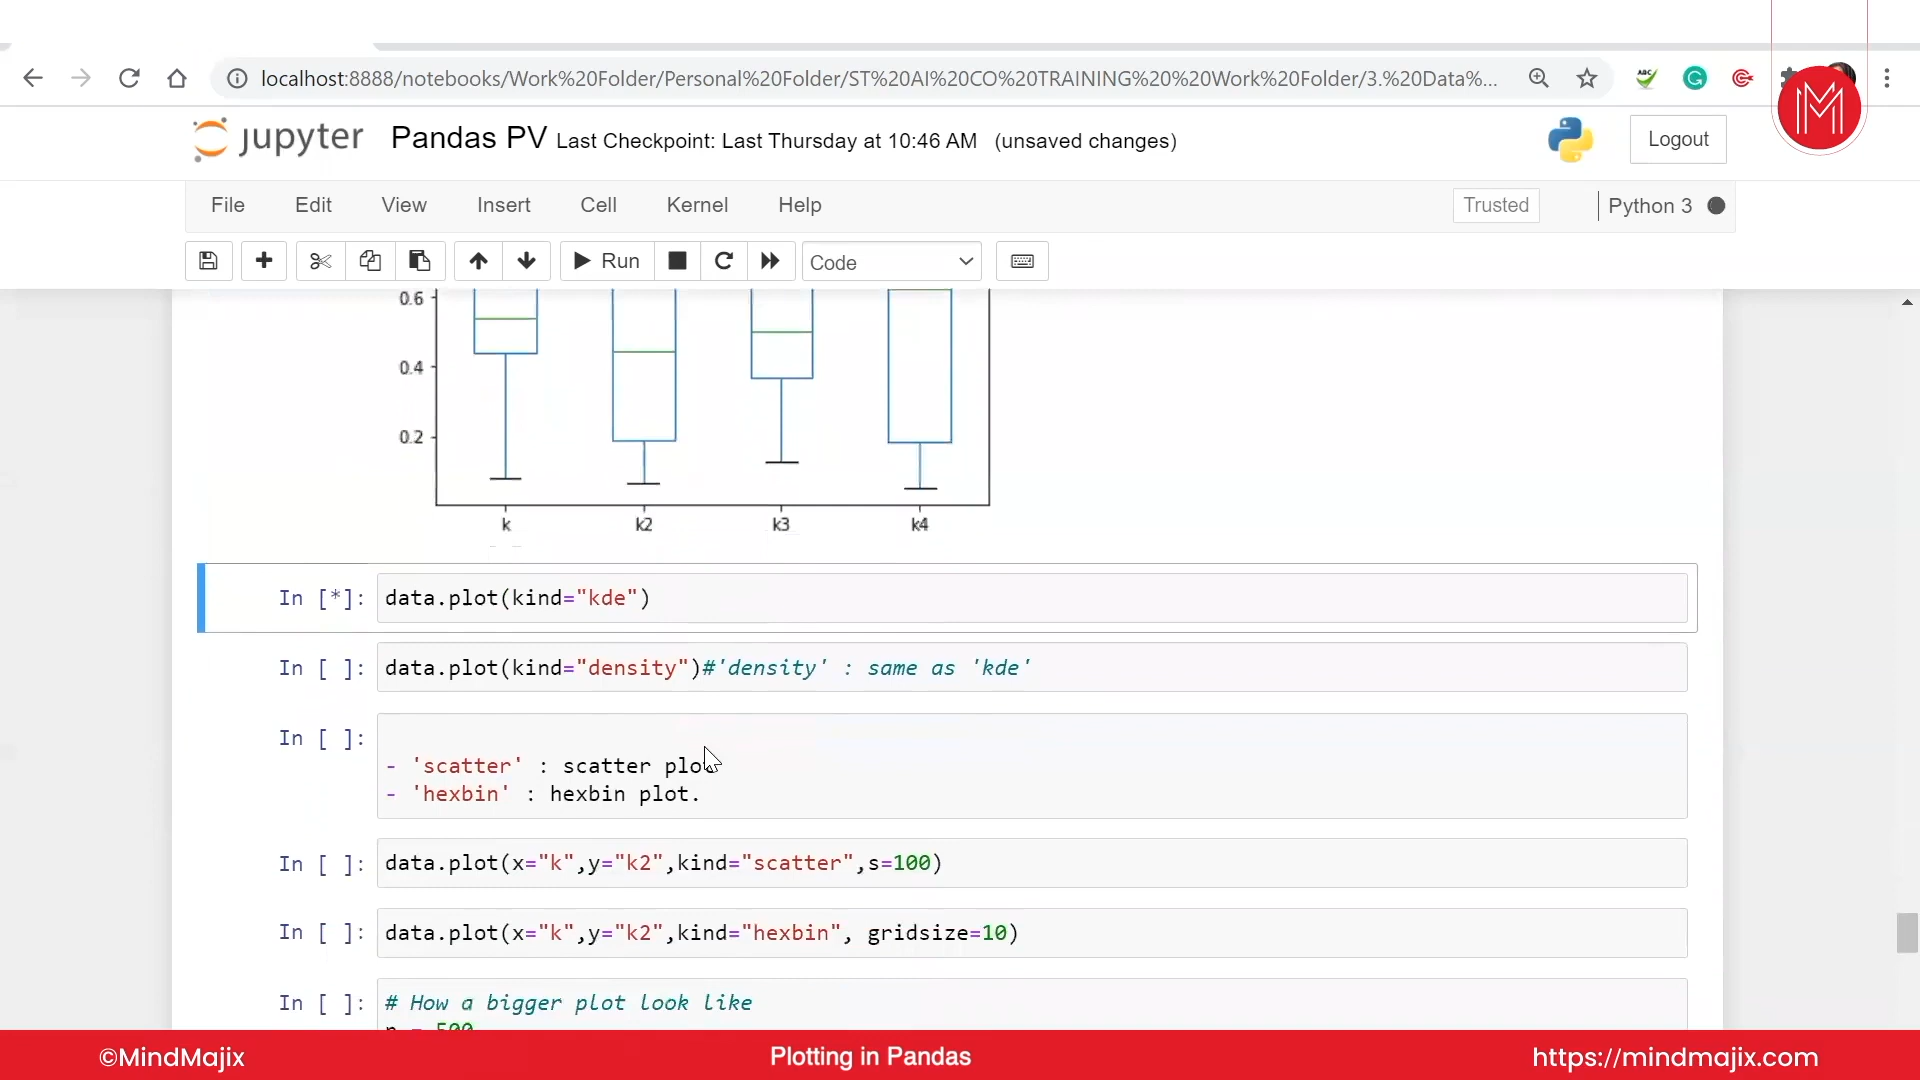 localhost:8888/notebooks/Work%20Folder/Personal%20Folder/ST%20AI%20CO%20TRAINING%20%20Work%20Folder/3.%20Data%...
ABC
G
M
jupyter Pandas PV Last Checkpoint: Last Thursday at 10:46 AM (unsaved changes)
Logout
File Edit View Insert Cell Kernel Help
Trusted
Python 3
Run
Code
0.6
0.4
0.2
k k2 k3 k4
In [*]: data.plot(kind="kde")
In [ ]: data.plot(kind="density")#'density' : same as 'kde'
In [ ]:
- 'scatter' : scatter plot
- 'hexbin' : hexbin plot.
In [ ]: data.plot(x="k",y="k2",kind="scatter",s=100)
In [ ]: data.plot(x="k",y="k2",kind="hexbin", gridsize=10)
In [ ]: # How a bigger plot look like
n = 500
©MindMajix
Plotting in Pandas
https://mindmajix.com